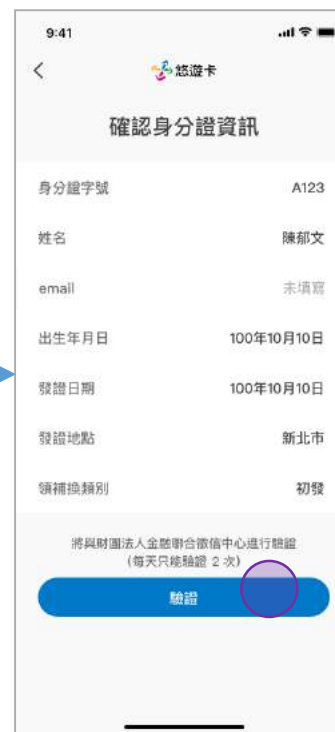 9:41
悠遊卡
確認身分證資訊
身分證字號 A123
姓名 陳郁文
email 未填寫
出生年月日 100年10月10日
發證日期 100年10月10日
發證地點 新北市
領補換類別 初發
將與財團法人金融聯合徵信中心進行驗證
(每天只能驗證 2 次)
驗證